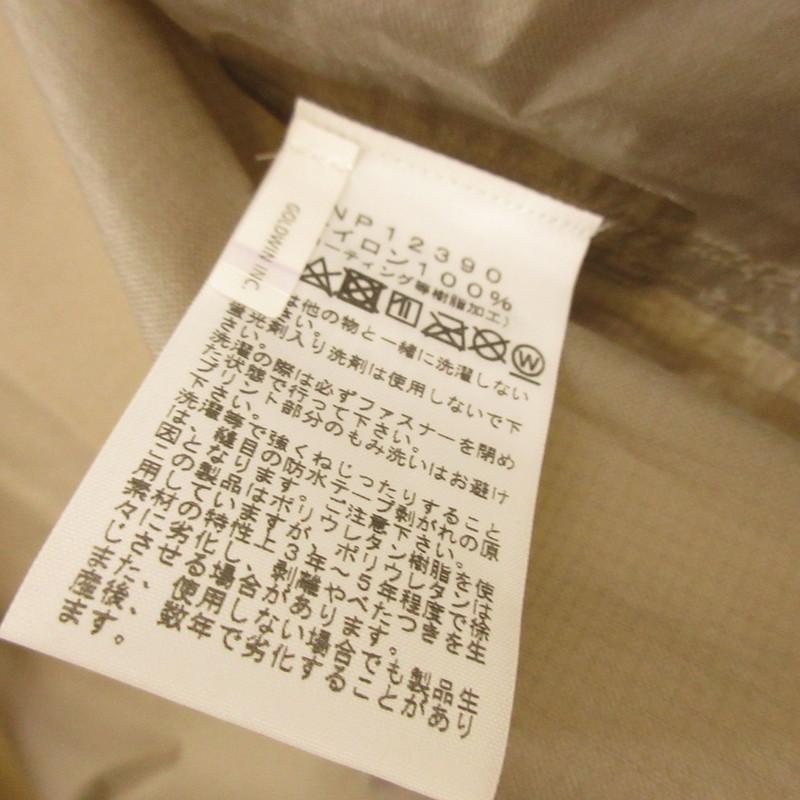 GOLDWIN INC.
NP12390
イロン100%
ーティング等樹脂加工)
W
は他の物と一緒に洗濯しない
さい。
蛍光剤入り洗剤は使用しないで下
さい。
洗濯の際は必ずファスナーを閉め
た状態で行って下さい。
プリント部分のもみ洗いはお避け
下さい。
洗濯等で強くねじったりすること
は、縫目の防水テープ剥がれの原
因となります。ご注意下さい。
この製品はポリウレタン樹脂を使
用していますが、ポリウレタンは
素材の特性上3年～5年程度で徐
々に劣化し、剥離やべたつきを生
じさせる場合があります。
また、使用しない場合でも製品生
産後、数年で劣化することがあり
ます。